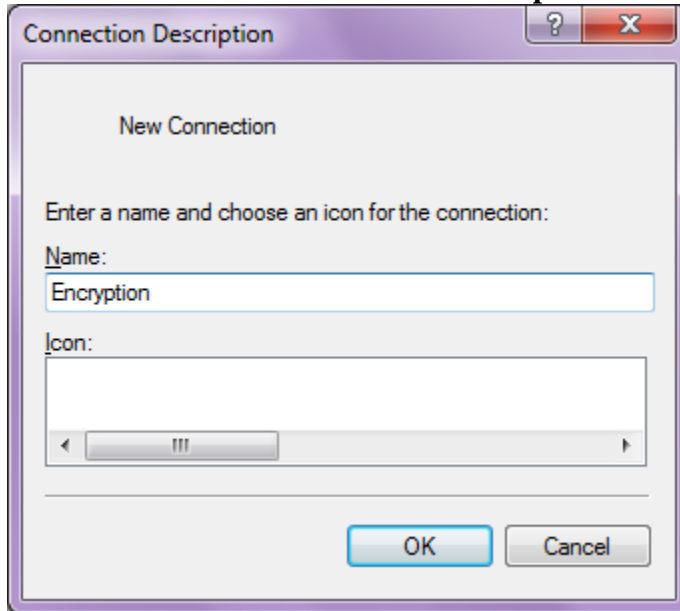 Connection Description
New Connection
Enter a name and choose an icon for the connection:
Name:
Encryption
Icon:
OK Cancel